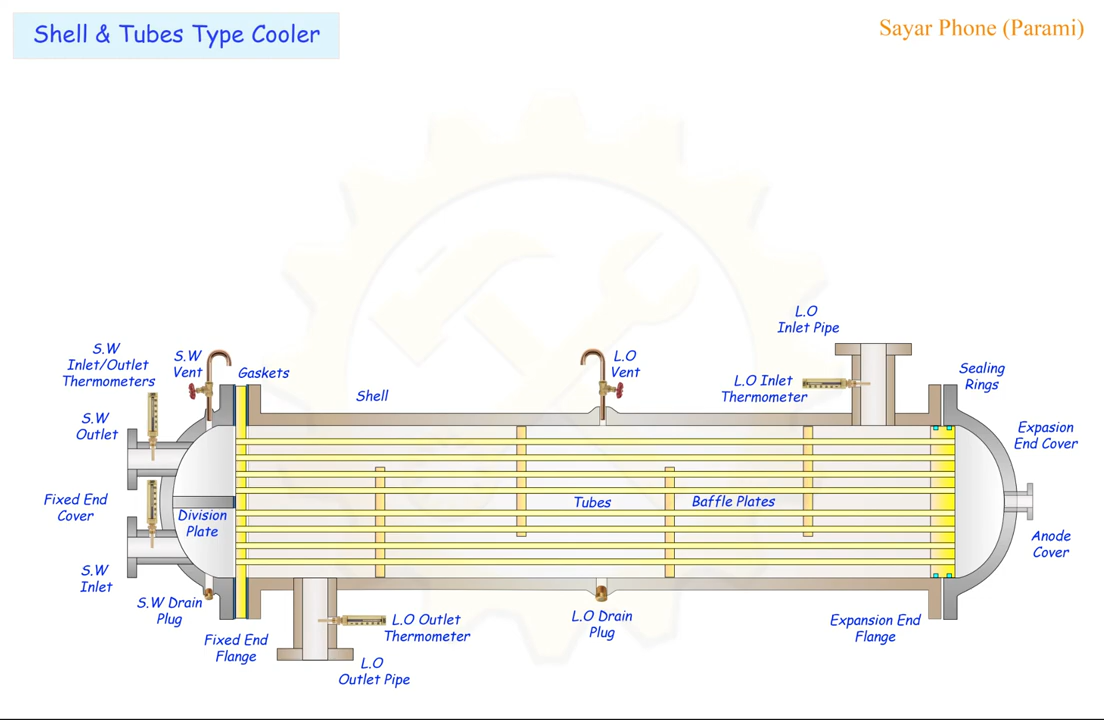 Shell & Tubes Type Cooler
Sayar Phone (Parami)
L.O
Inlet Pipe
S.W
Inlet/Outlet
Thermometers
S.W
Vent
Gaskets
L.O
Vent
L.O Inlet
Thermometer
Sealing
Rings
Shell
S.W
Outlet
Expasion
End Cover
Fixed End
Cover
Division
Plate
Tubes
Baffle Plates
Anode
Cover
S.W
Inlet
S.W Drain
Plug
L.O Outlet
Thermometer
L.O Drain
Plug
Expansion End
Flange
Fixed End
Flange
L.O
Outlet Pipe